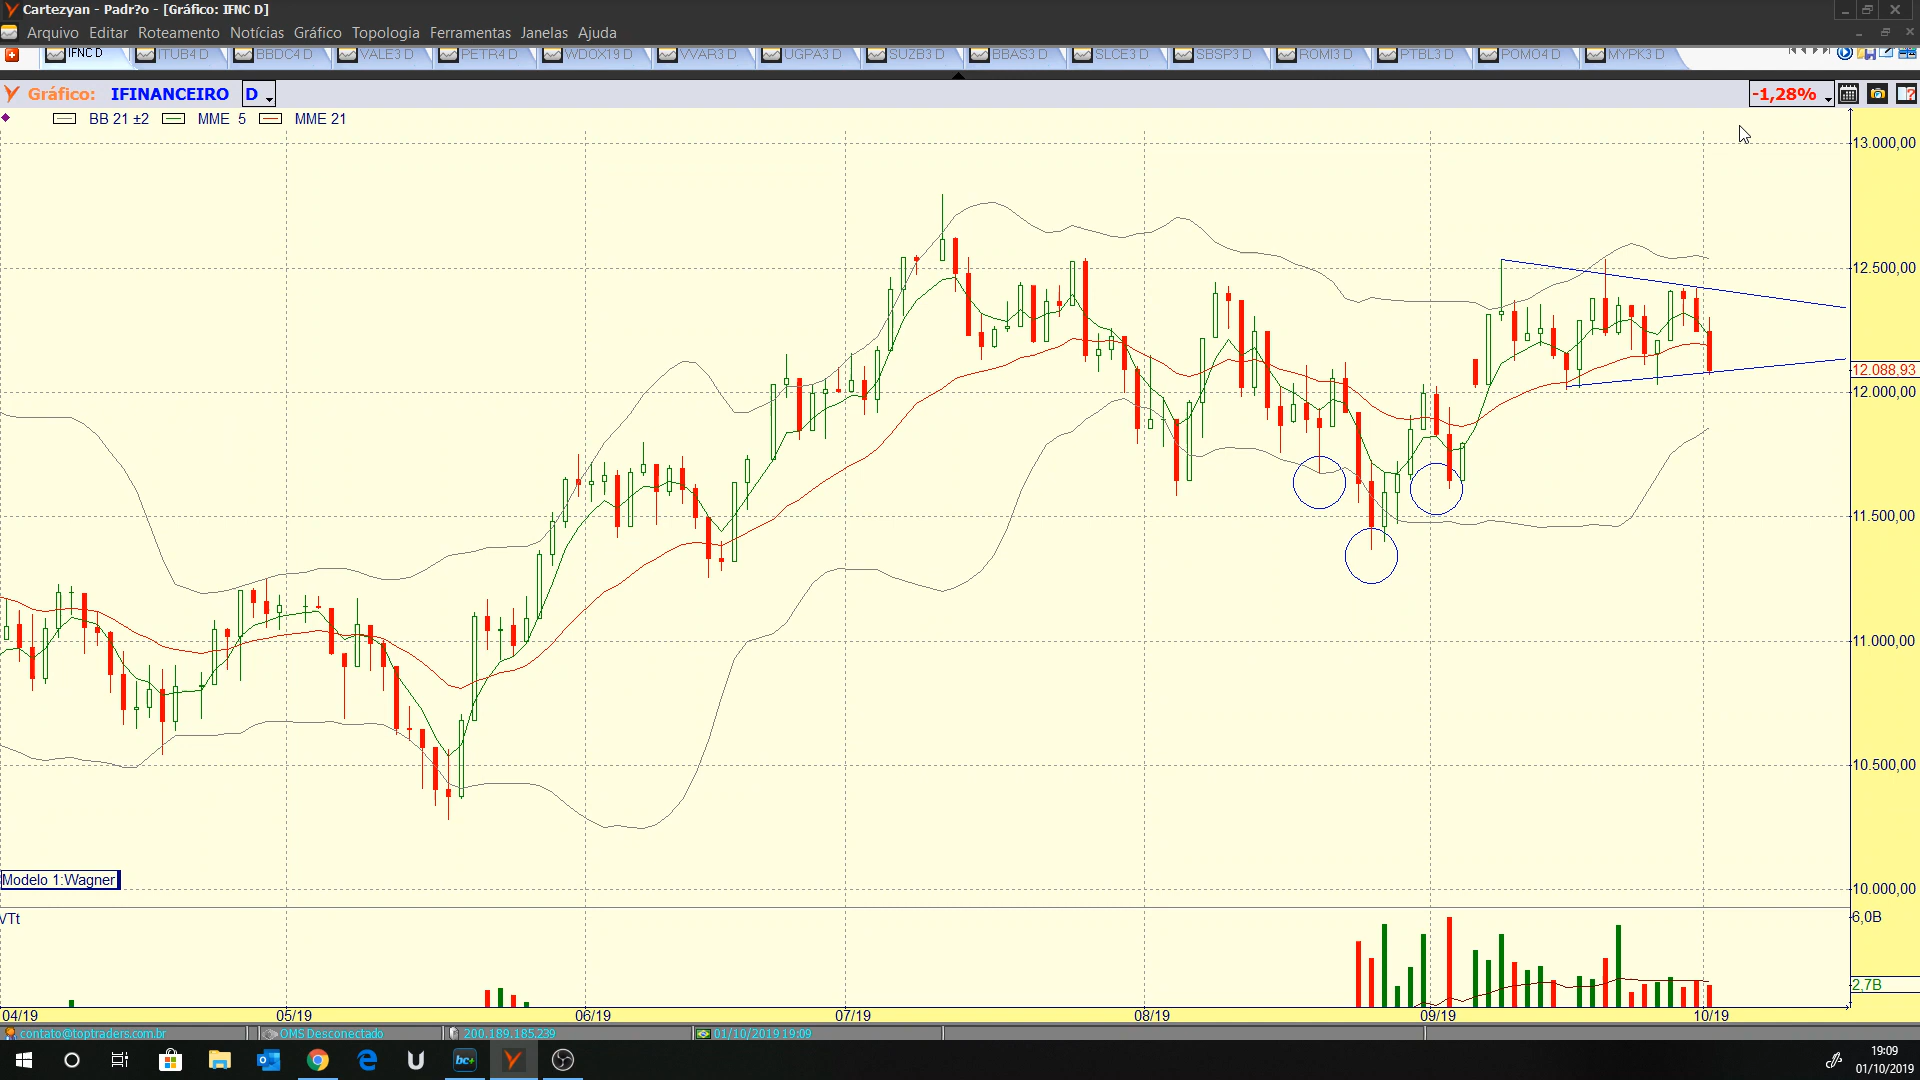 Cartezyan - Padr?o - [Gráfico: IFNC D]
Arquivo Editar Roteamento Notícias Gráfico Topologia Ferramentas Janelas Ajuda
IFNC D ITUB4 D BBDC4 D VALE3 D PETR4 D WDOX19 D VVAR3 D UGPA3 D SUZB3 D BBAS3 D SLCE3 D SBSP3 D ROMI3 D PTBL3 D POMO4 D MYPK3 D
Gráfico: IFINANCEIRO D -1,28%
BB 21 ±2 MME 5 MME 21
13.000,00
12.500,00
12.088,93
12.000,00
11.500,00
11.000,00
10.500,00
Modelo 1:Wagner
10.000,00
VTt
6,0B
2,7B
04/19 05/19 06/19 07/19 08/19 09/19 10/19
contato@toptraders.com.br OMS Desconectado 200.189.185.239 01/10/2019 19:09
bc+
19:09
01/10/2019